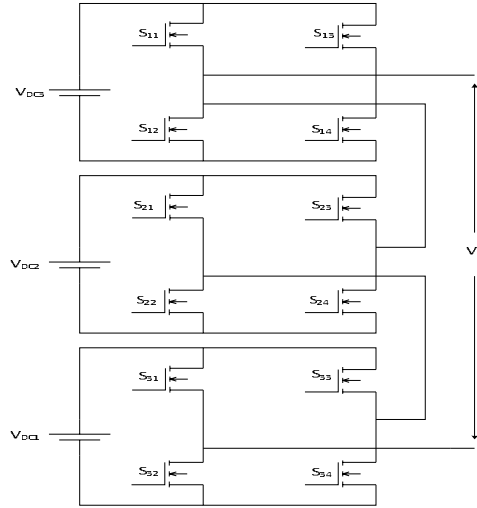 S11
S13
VDC3
S12
S14
S21
S23
VDC2
V
S22
S24
S31
S33
VDC1
S32
S34